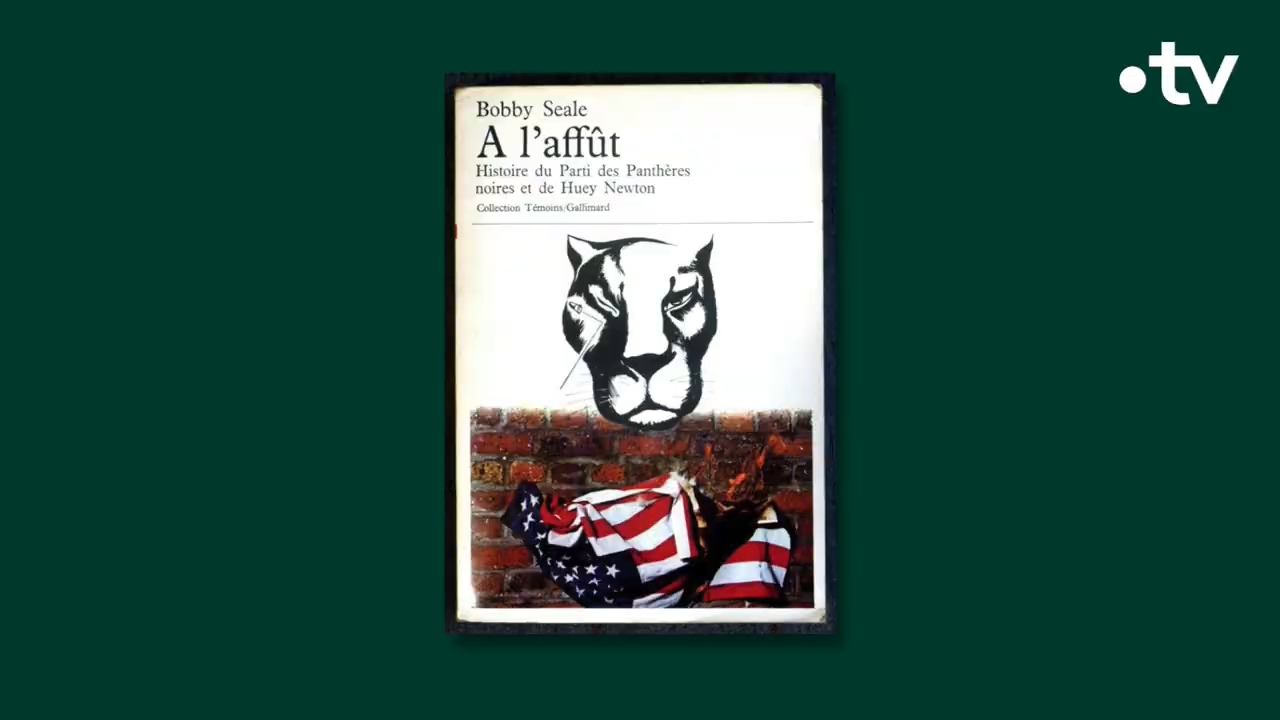 Bobby Seale
A l'affût
Histoire du Parti des Panthères
noires et de Huey Newton
Collection Témoins/Gallimard
.tv